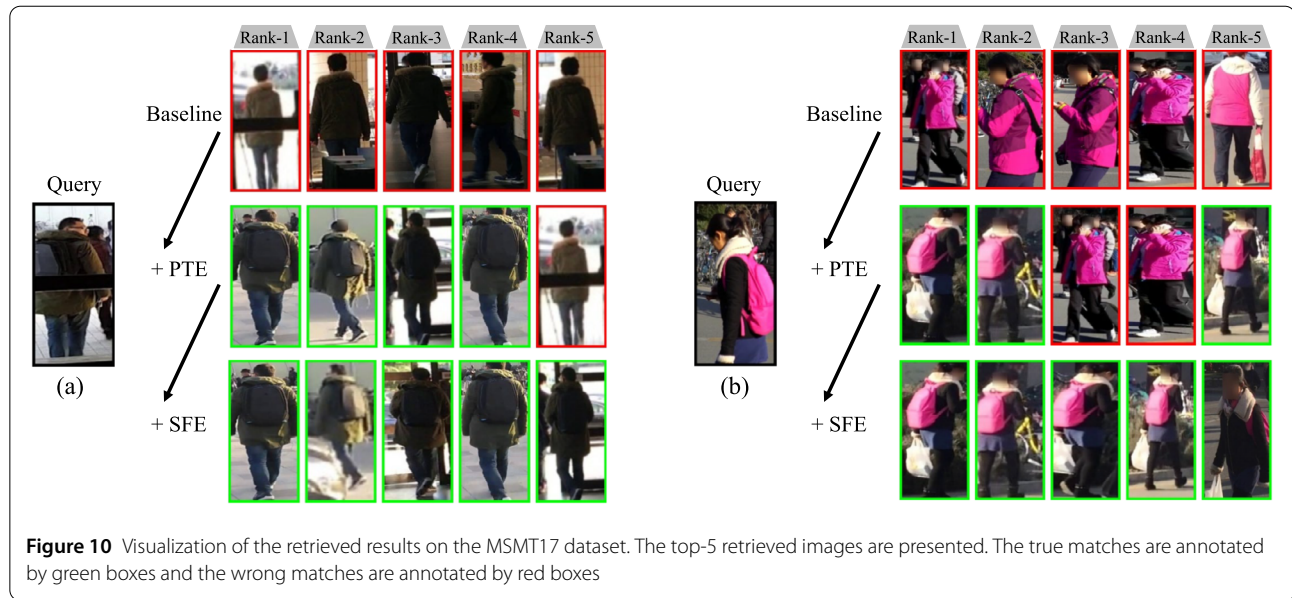 Rank-1 Rank-2 Rank-3 Rank-4 Rank-5
Baseline
Query
+ PTE
(a)
+ SFE
Rank-1 Rank-2 Rank-3 Rank-4 Rank-5
Baseline
Query
+ PTE
(b)
+ SFE
Figure 10 Visualization of the retrieved results on the MSMT17 dataset. The top-5 retrieved images are presented. The true matches are annotated
by green boxes and the wrong matches are annotated by red boxes